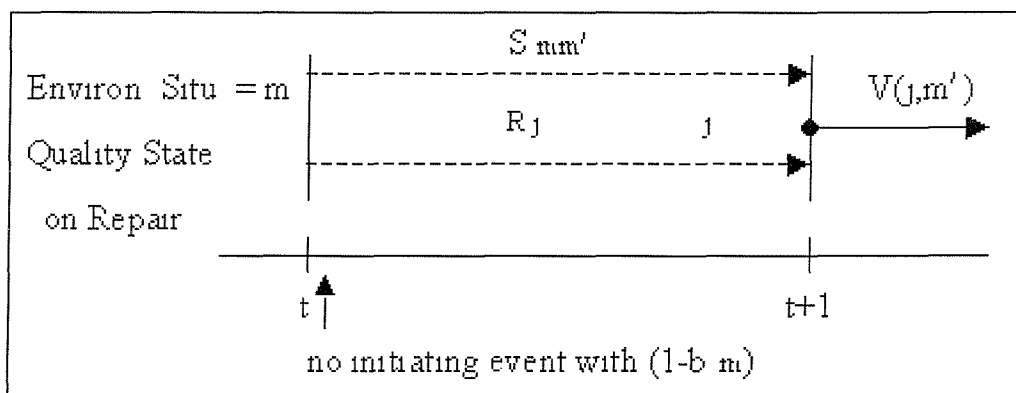 S mm'
Environ Situ = m
V(j,m')
R j
j
Quality State
on Repair
t
t+1
no initiating event with (1-b m)